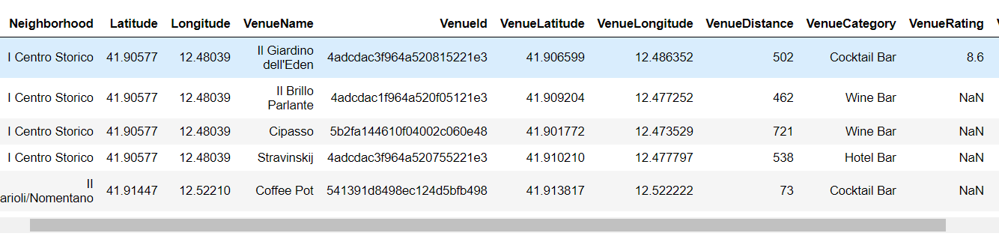 Neighborhood Latitude Longitude VenueName VenueId VenueLatitude VenueLongitude VenueDistance VenueCategory VenueRating
I Centro Storico 41.90577 12.48039 Il Giardino dell'Eden 4adcdac3f964a520815221e3 41.906599 12.486352 502 Cocktail Bar 8.6 
I Centro Storico 41.90577 12.48039 Il Brillo Parlante 4adcdac1f964a520f05121e3 41.909204 12.477252 462 Wine Bar NaN
I Centro Storico 41.90577 12.48039 Cipasso 5b2fa144610f04002c060e48 41.901772 12.473529 721 Wine Bar NaN
I Centro Storico 41.90577 12.48039 Stravinskij 4adcdac3f964a520755221e3 41.910210 12.477797 538 Hotel Bar NaN
II arioli/Nomentano 41.91447 12.52210 Coffee Pot 541391d8498ec124d5bfb498 41.913817 12.522222 73 Cocktail Bar NaN